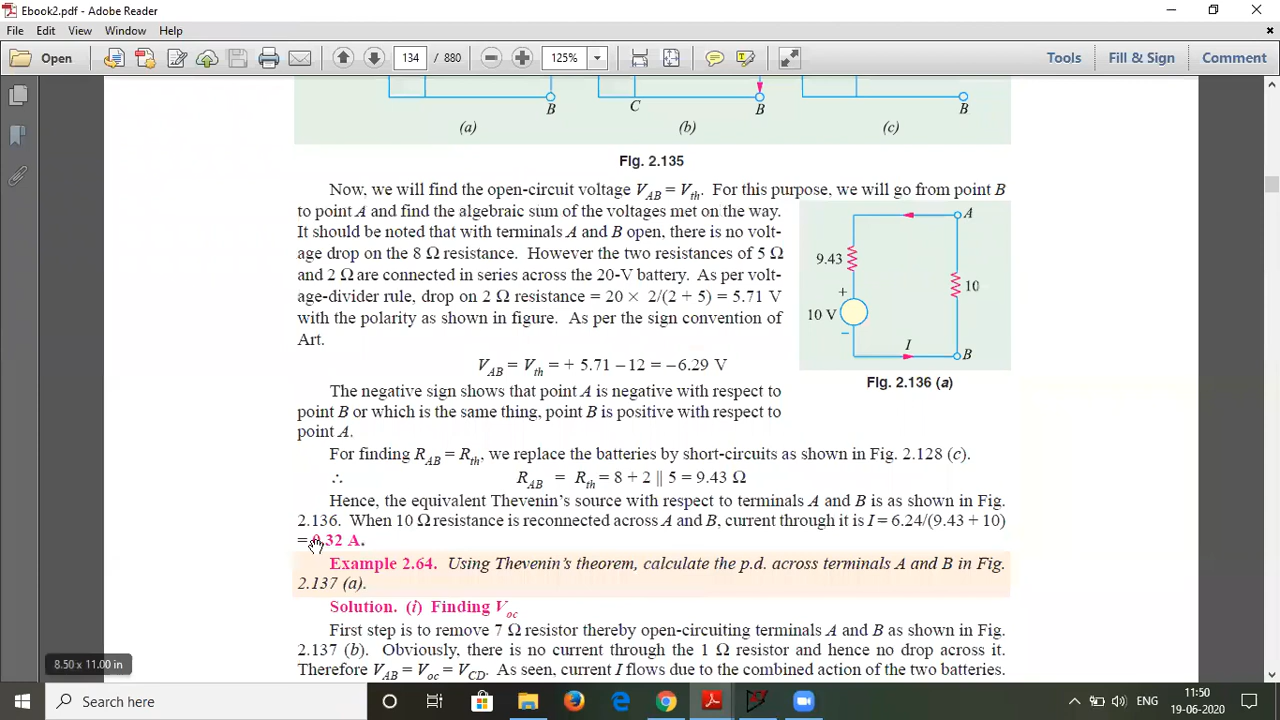 Ebook2.pdf - Adobe Reader
File Edit View Window Help
Open 134 / 880 125% Tools Fill & Sign Comment
B C B B
(a) (b) (c)
Fig. 2.135
Now, we will find the open-circuit voltage V_AB = V_th. For this purpose, we will go from point B
to point A and find the algebraic sum of the voltages met on the way.
It should be noted that with terminals A and B open, there is no volt-
age drop on the 8 Ω resistance. However the two resistances of 5 Ω
and 2 Ω are connected in series across the 20-V battery. As per volt-
age-divider rule, drop on 2 Ω resistance = 20 × 2/(2 + 5) = 5.71 V
with the polarity as shown in figure. As per the sign convention of
Art.
V_AB = V_th = + 5.71 – 12 = – 6.29 V
A
9.43
10
+
10 V
–
I
B
Fig. 2.136 (a)
The negative sign shows that point A is negative with respect to
point B or which is the same thing, point B is positive with respect to
point A.
For finding R_AB = R_th, we replace the batteries by short-circuits as shown in Fig. 2.128 (c).
∴ R_AB = R_th = 8 + 2 || 5 = 9.43 Ω
Hence, the equivalent Thevenin's source with respect to terminals A and B is as shown in Fig.
2.136. When 10 Ω resistance is reconnected across A and B, current through it is I = 6.24/(9.43 + 10)
= 0.32 A.
Example 2.64. Using Thevenin's theorem, calculate the p.d. across terminals A and B in Fig.
2.137 (a).
Solution. (i) Finding V_oc
First step is to remove 7 Ω resistor thereby open-circuiting terminals A and B as shown in Fig.
2.137 (b). Obviously, there is no current through the 1 Ω resistor and hence no drop across it.
Therefore V_AB = V_oc = V_CD. As seen, current I flows due to the combined action of the two batteries.
8.50 x 11.00 in
Search here
ENG
11:50
19-06-2020